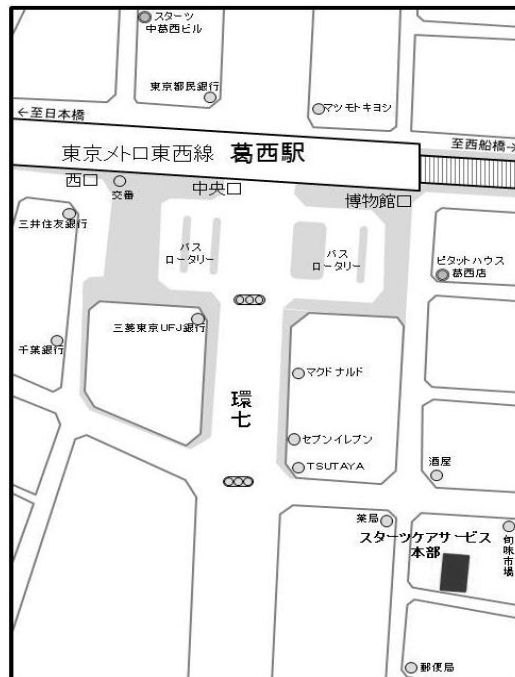 スターツ
中葛西ビル
東京都民銀行
マツモトキヨシ
←至日本橋
至西船橋→
東京メトロ東西線 葛西駅
西口
交番
中央口
博物館口
三井住友銀行
バス
ロータリー
バス
ロータリー
ピタットハウス
葛西店
三菱東京UFJ銀行
千葉銀行
環七
マクドナルド
セブンイレブン
TSUTAYA
酒屋
薬局
スターツケアサービス
本部
旬味市場
郵便局